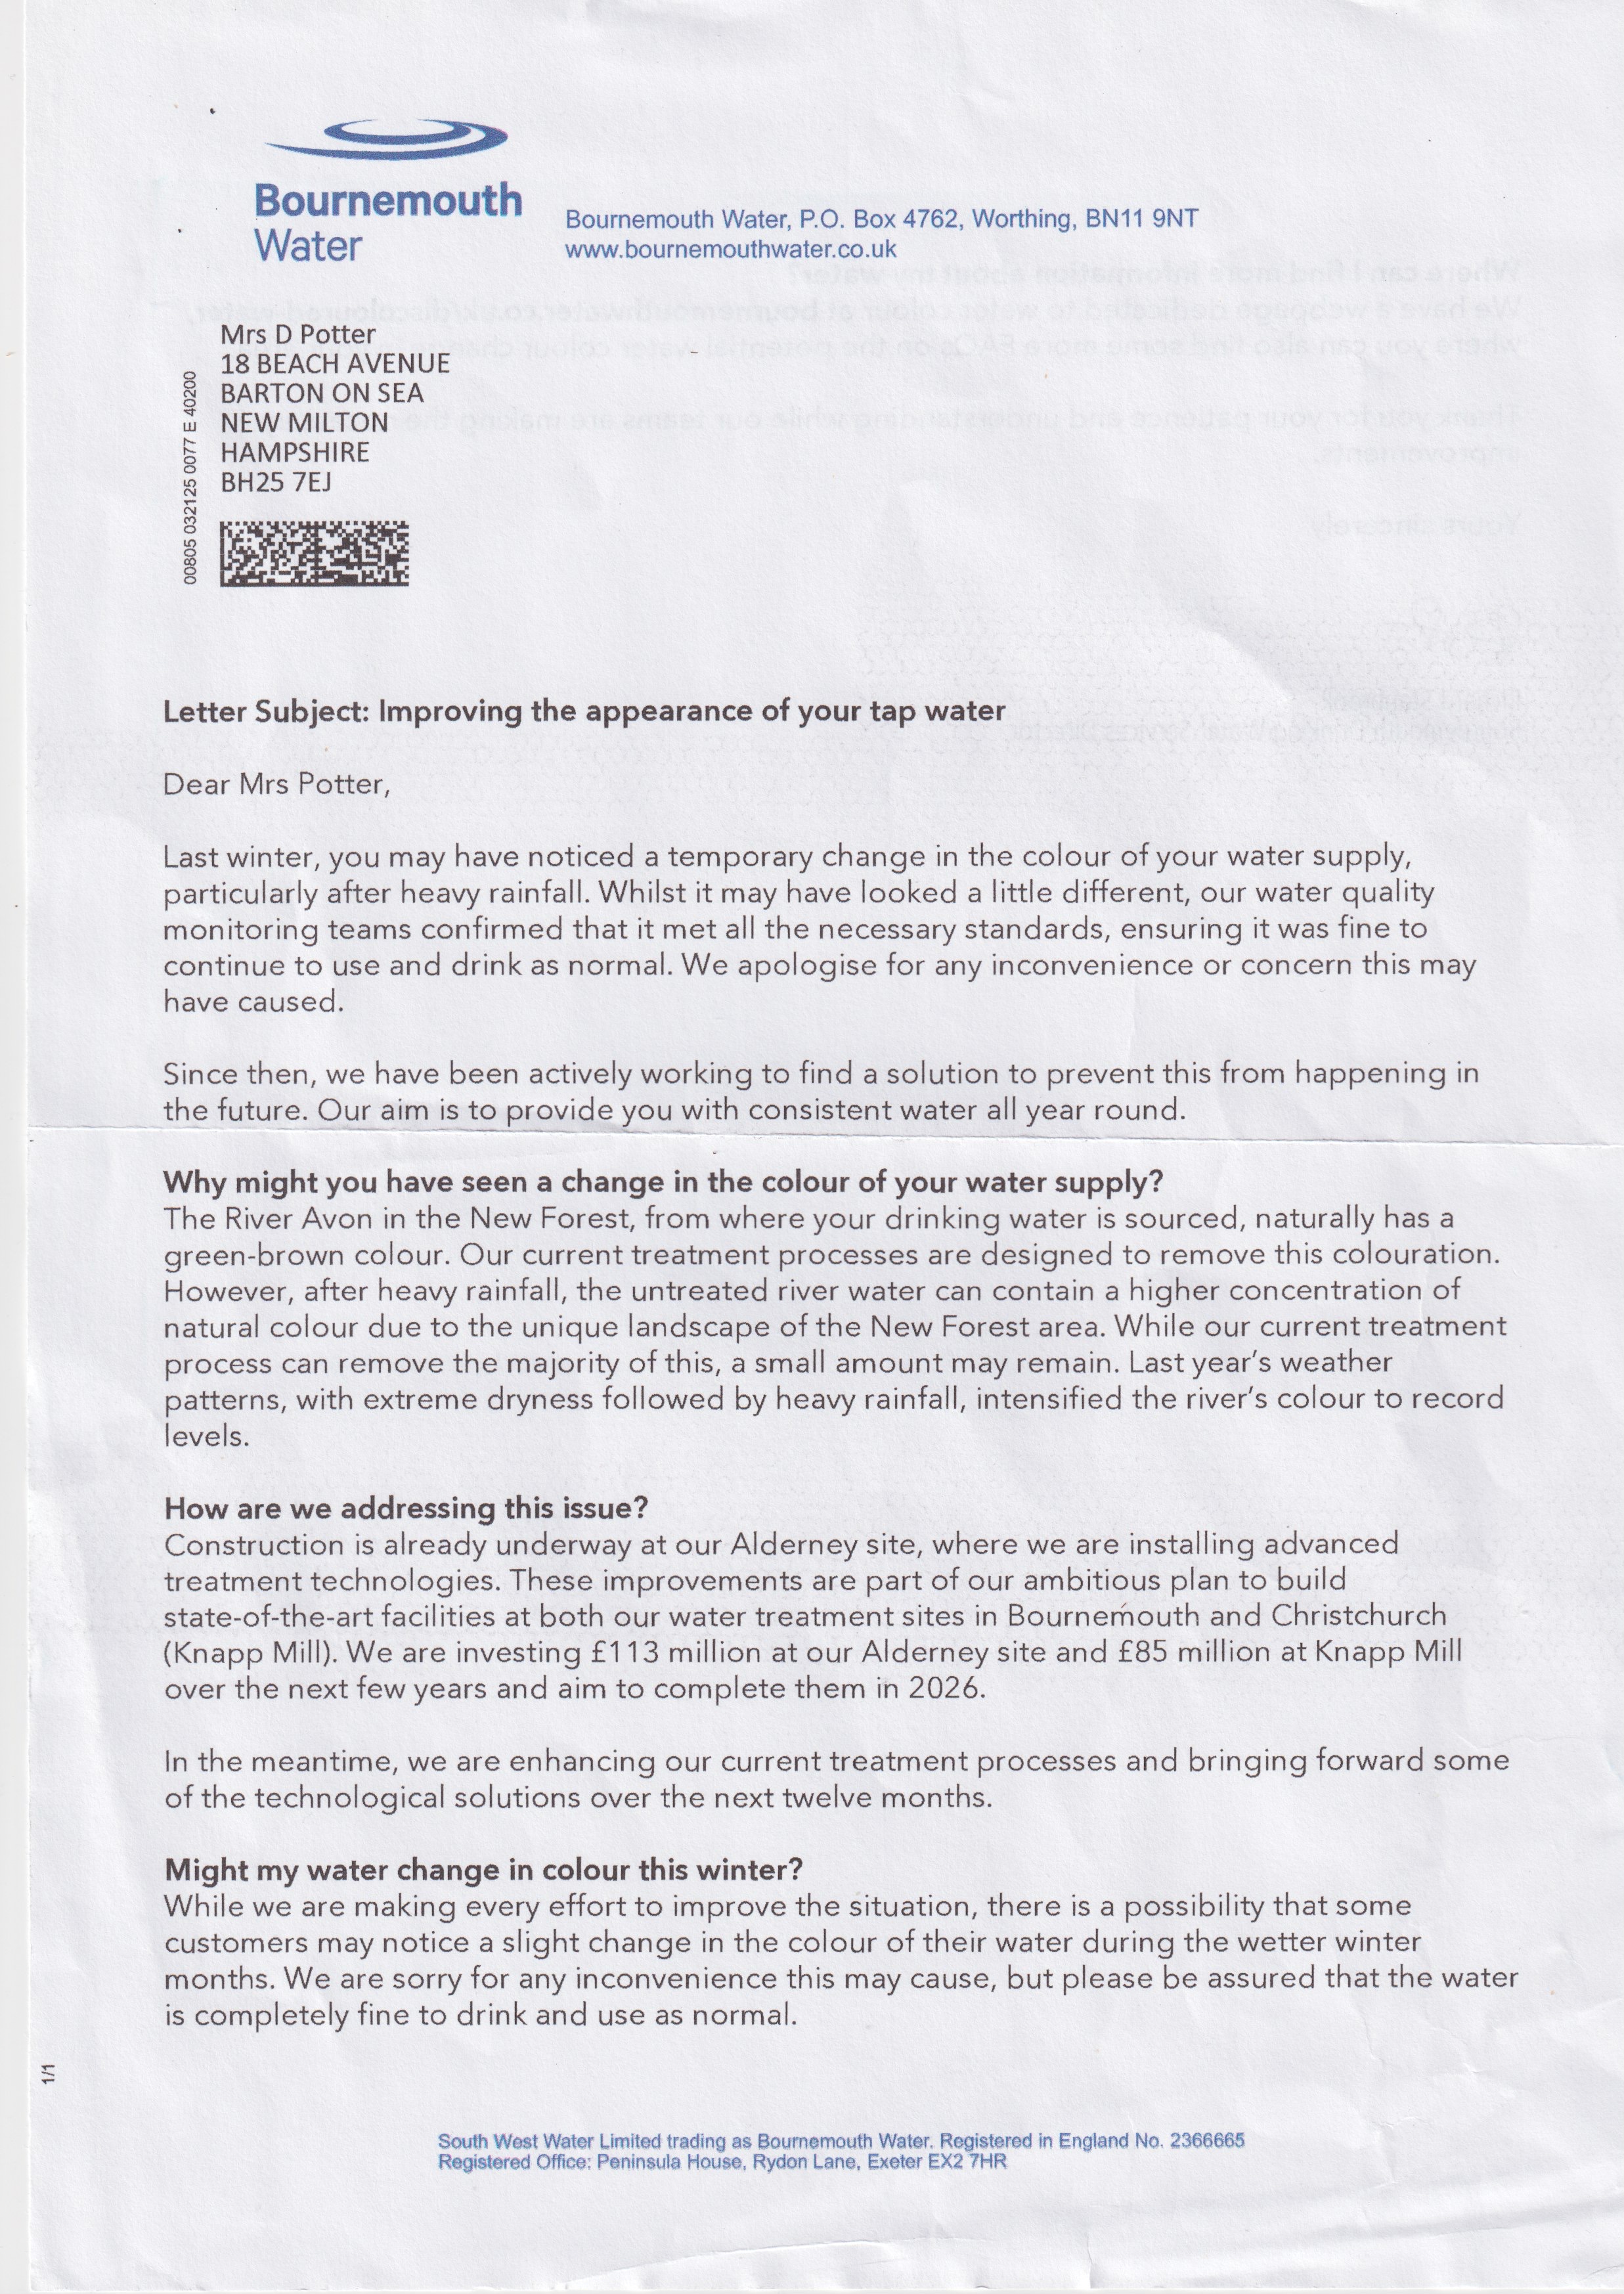 Bournemouth
Water
Bournemouth Water, P.O. Box 4762, Worthing, BN11 9NT
www.bournemouthwater.co.uk
Mrs D Potter
18 BEACH AVENUE
BARTON ON SEA
NEW MILTON
HAMPSHIRE
BH25 7EJ
00805 032125 0077 E 40200
Letter Subject: Improving the appearance of your tap water
Dear Mrs Potter,
Last winter, you may have noticed a temporary change in the colour of your water supply,
particularly after heavy rainfall. Whilst it may have looked a little different, our water quality
monitoring teams confirmed that it met all the necessary standards, ensuring it was fine to
continue to use and drink as normal. We apologise for any inconvenience or concern this may
have caused.
Since then, we have been actively working to find a solution to prevent this from happening in
the future. Our aim is to provide you with consistent water all year round.
Why might you have seen a change in the colour of your water supply?
The River Avon in the New Forest, from where your drinking water is sourced, naturally has a
green-brown colour. Our current treatment processes are designed to remove this colouration.
However, after heavy rainfall, the untreated river water can contain a higher concentration of
natural colour due to the unique landscape of the New Forest area. While our current treatment
process can remove the majority of this, a small amount may remain. Last year's weather
patterns, with extreme dryness followed by heavy rainfall, intensified the river's colour to record
levels.
How are we addressing this issue?
Construction is already underway at our Alderney site, where we are installing advanced
treatment technologies. These improvements are part of our ambitious plan to build
state-of-the-art facilities at both our water treatment sites in Bournemouth and Christchurch
(Knapp Mill). We are investing £113 million at our Alderney site and £85 million at Knapp Mill
over the next few years and aim to complete them in 2026.
In the meantime, we are enhancing our current treatment processes and bringing forward some
of the technological solutions over the next twelve months.
Might my water change in colour this winter?
While we are making every effort to improve the situation, there is a possibility that some
customers may notice a slight change in the colour of their water during the wetter winter
months. We are sorry for any inconvenience this may cause, but please be assured that the water
is completely fine to drink and use as normal.
1/1
South West Water Limited trading as Bournemouth Water. Registered in England No. 2366665
Registered Office: Peninsula House, Rydon Lane, Exeter EX2 7HR